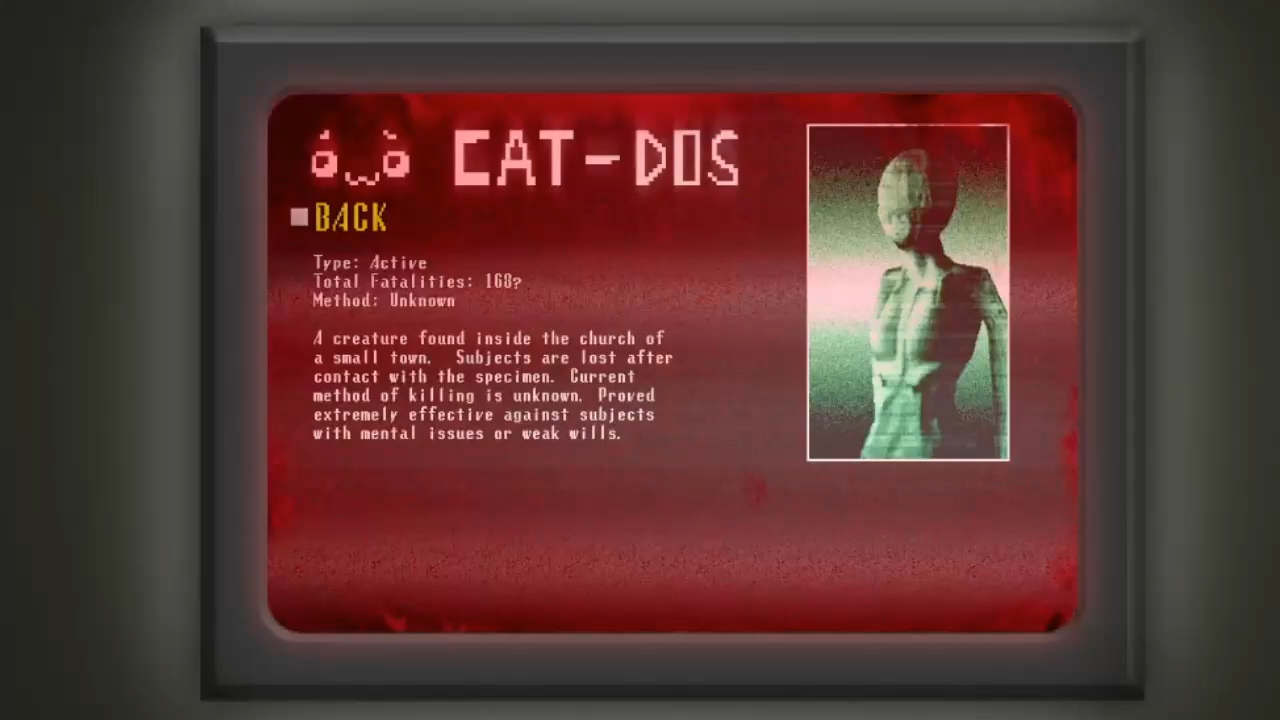 CAT-DOS
BACK
Type: Active
Total Fatalities: 168?
Method: Unknown
A creature found inside the church of
a small town. Subjects are lost after
contact with the specimen. Current
method of killing is unknown. Proved
extremely effective against subjects
with mental issues or weak wills.